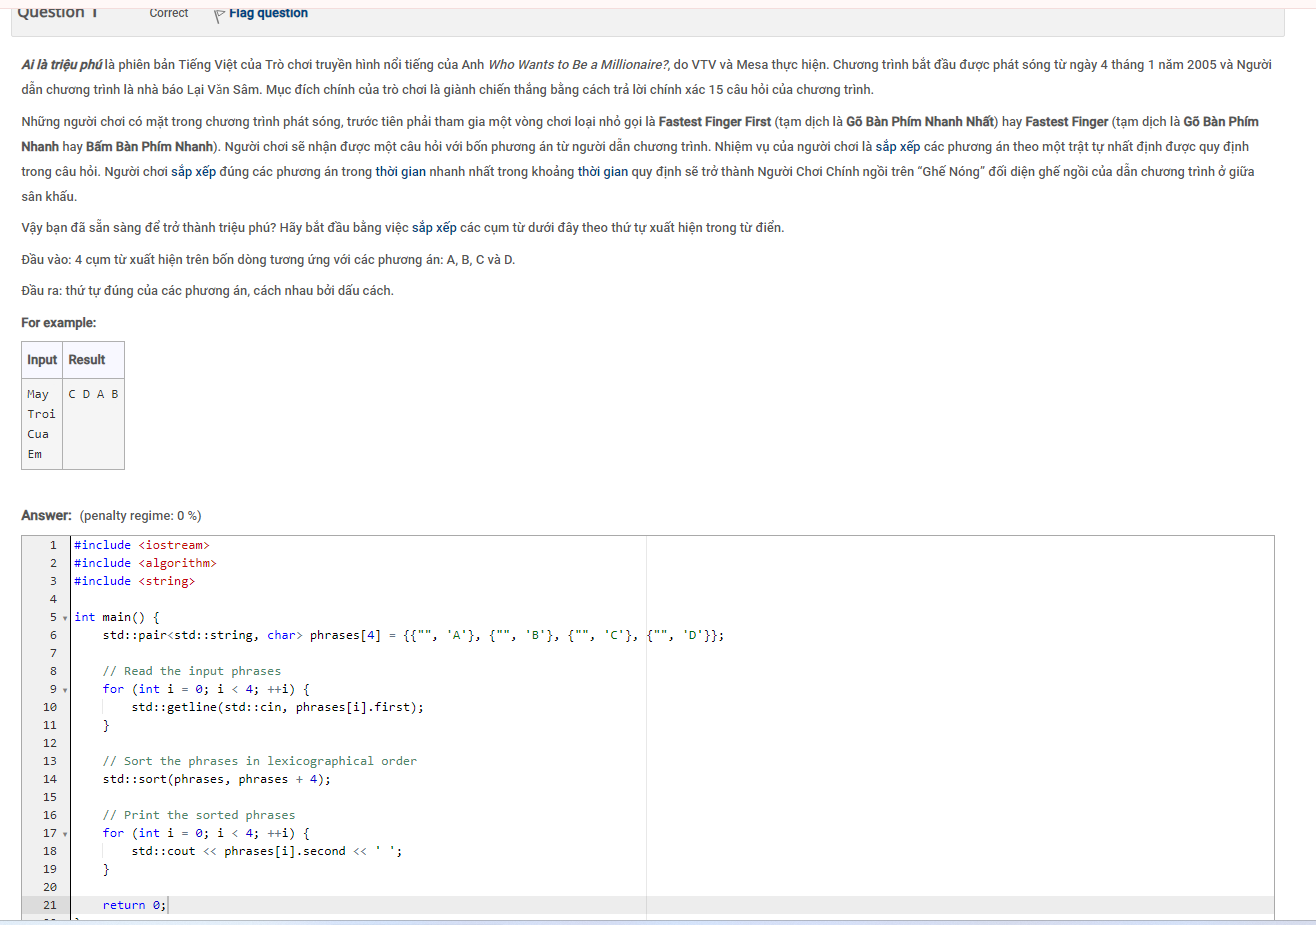 Question 1 Correct Flag question
Ai là triệu phú là phiên bản Tiếng Việt của Trò chơi truyền hình nổi tiếng của Anh Who Wants to Be a Millionaire?, do VTV và Mesa thực hiện. Chương trình bắt đầu được phát sóng từ ngày 4 tháng 1 năm 2005 và Người
dẫn chương trình là nhà báo Lại Văn Sâm. Mục đích chính của trò chơi là giành chiến thắng bằng cách trả lời chính xác 15 câu hỏi của chương trình.
Những người chơi có mặt trong chương trình phát sóng, trước tiên phải tham gia một vòng chơi loại nhỏ gọi là Fastest Finger First (tạm dịch là Gõ Bàn Phím Nhanh Nhất) hay Fastest Finger (tạm dịch là Gõ Bàn Phím
Nhanh hay Bấm Bàn Phím Nhanh). Người chơi sẽ nhận được một câu hỏi với bốn phương án từ người dẫn chương trình. Nhiệm vụ của người chơi là sắp xếp các phương án theo một trật tự nhất định được quy định
trong câu hỏi. Người chơi sắp xếp đúng các phương án trong thời gian nhanh nhất trong khoảng thời gian quy định sẽ trở thành Người Chơi Chính ngồi trên "Ghế Nóng" đối diện ghế ngồi của dẫn chương trình ở giữa
sân khấu.
Vậy bạn đã sẵn sàng để trở thành triệu phú? Hãy bắt đầu bằng việc sắp xếp các cụm từ dưới đây theo thứ tự xuất hiện trong từ điển.
Đầu vào: 4 cụm từ xuất hiện trên bốn dòng tương ứng với các phương án: A, B, C và D.
Đầu ra: thứ tự đúng của các phương án, cách nhau bởi dấu cách.
For example:
Input Result
May C D A B
Troi
Cua
Em
Answer: (penalty regime: 0 %)
1 #include <iostream>
2 #include <algorithm>
3 #include <string>
4
5 int main() {
6 std::pair<std::string, char> phrases[4] = {{"", 'A'}, {"", 'B'}, {"", 'C'}, {"", 'D'}};
7
8 // Read the input phrases
9 for (int i = 0; i < 4; ++i) {
10 std::getline(std::cin, phrases[i].first);
11 }
12
13 // Sort the phrases in lexicographical order
14 std::sort(phrases, phrases + 4);
15
16 // Print the sorted phrases
17 for (int i = 0; i < 4; ++i) {
18 std::cout << phrases[i].second << ' ';
19 }
20
21 return 0;